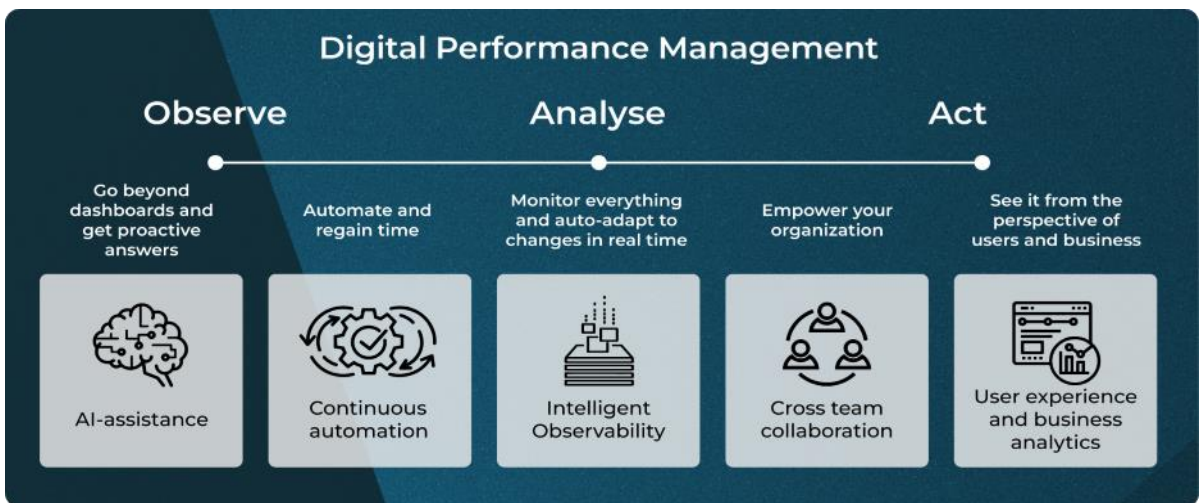 Digital Performance Management
Observe
Analyse
Act
Go beyond
dashboards and
get proactive
answers
Automate and
regain time
Monitor everything
and auto-adapt to
changes in real time
Empower your
organization
See it from the
perspective of
users and business
AI-assistance
Continuous
automation
Intelligent
Observability
Cross team
collaboration
User experience
and business
analytics